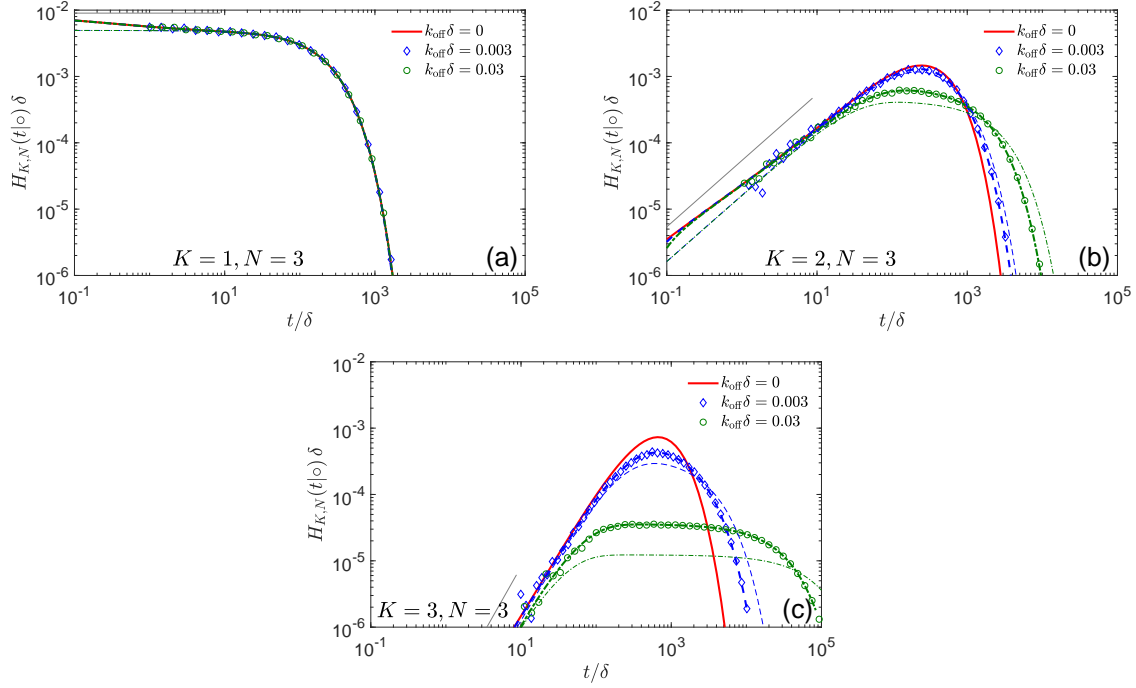 10^-2
10^-3
10^-4
10^-5
10^-6
H_{K,N}(t|○) δ
k_off δ = 0
k_off δ = 0.003
k_off δ = 0.03
K = 1, N = 3
(a)
10^-1
10^1
10^3
10^5
t/δ
10^-2
10^-3
10^-4
10^-5
10^-6
H_{K,N}(t|○) δ
k_off δ = 0
k_off δ = 0.003
k_off δ = 0.03
K = 2, N = 3
(b)
10^-1
10^1
10^3
10^5
t/δ
10^-2
10^-3
10^-4
10^-5
10^-6
H_{K,N}(t|○) δ
k_off δ = 0
k_off δ = 0.003
k_off δ = 0.03
K = 3, N = 3
(c)
10^-1
10^1
10^3
10^5
t/δ